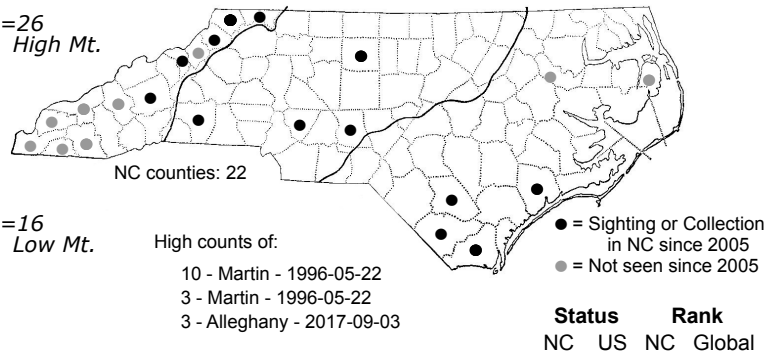 =26
High Mt.
NC counties: 22
=16
Low Mt.
High counts of:
10 - Martin - 1996-05-22
3 - Martin - 1996-05-22
3 - Alleghany - 2017-09-03
= Sighting or Collection
in NC since 2005
= Not seen since 2005
Status Rank
NC US NC Global